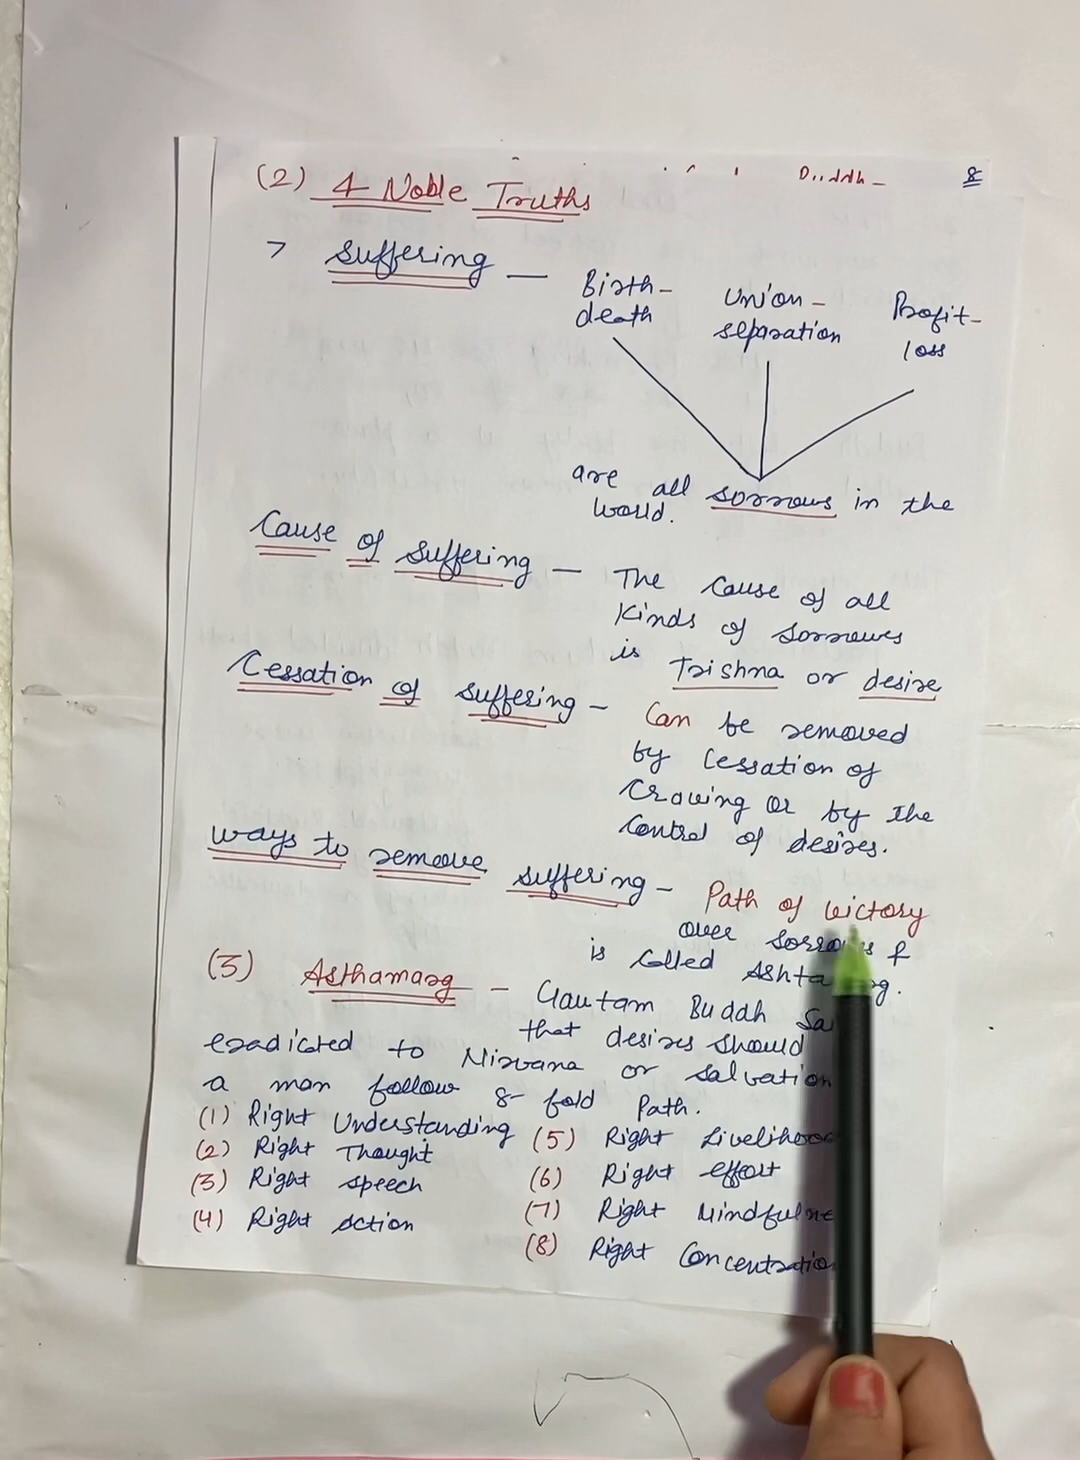 8
(2) 4 Noble Truths
> Suffering — Birth-death Union-separation Profit-loss
are all sorrows in the world.
Cause of suffering — The cause of all
kinds of sorrows
is Trishna or desire
Cessation of suffering — Can be removed
by cessation of
craving or by the
control of desires.
Ways to remove suffering — Path of victory
over sorrows &
is called
(3) Asthamarg — Gautam Buddh
that desires should
eradicted to Nirvana or salvation
a man follow 8-fold Path.
(1) Right Understanding
(2) Right Thought
(3) Right speech
(4) Right action
(5) Right
(6) Right effort
(7) Right
(8) Right